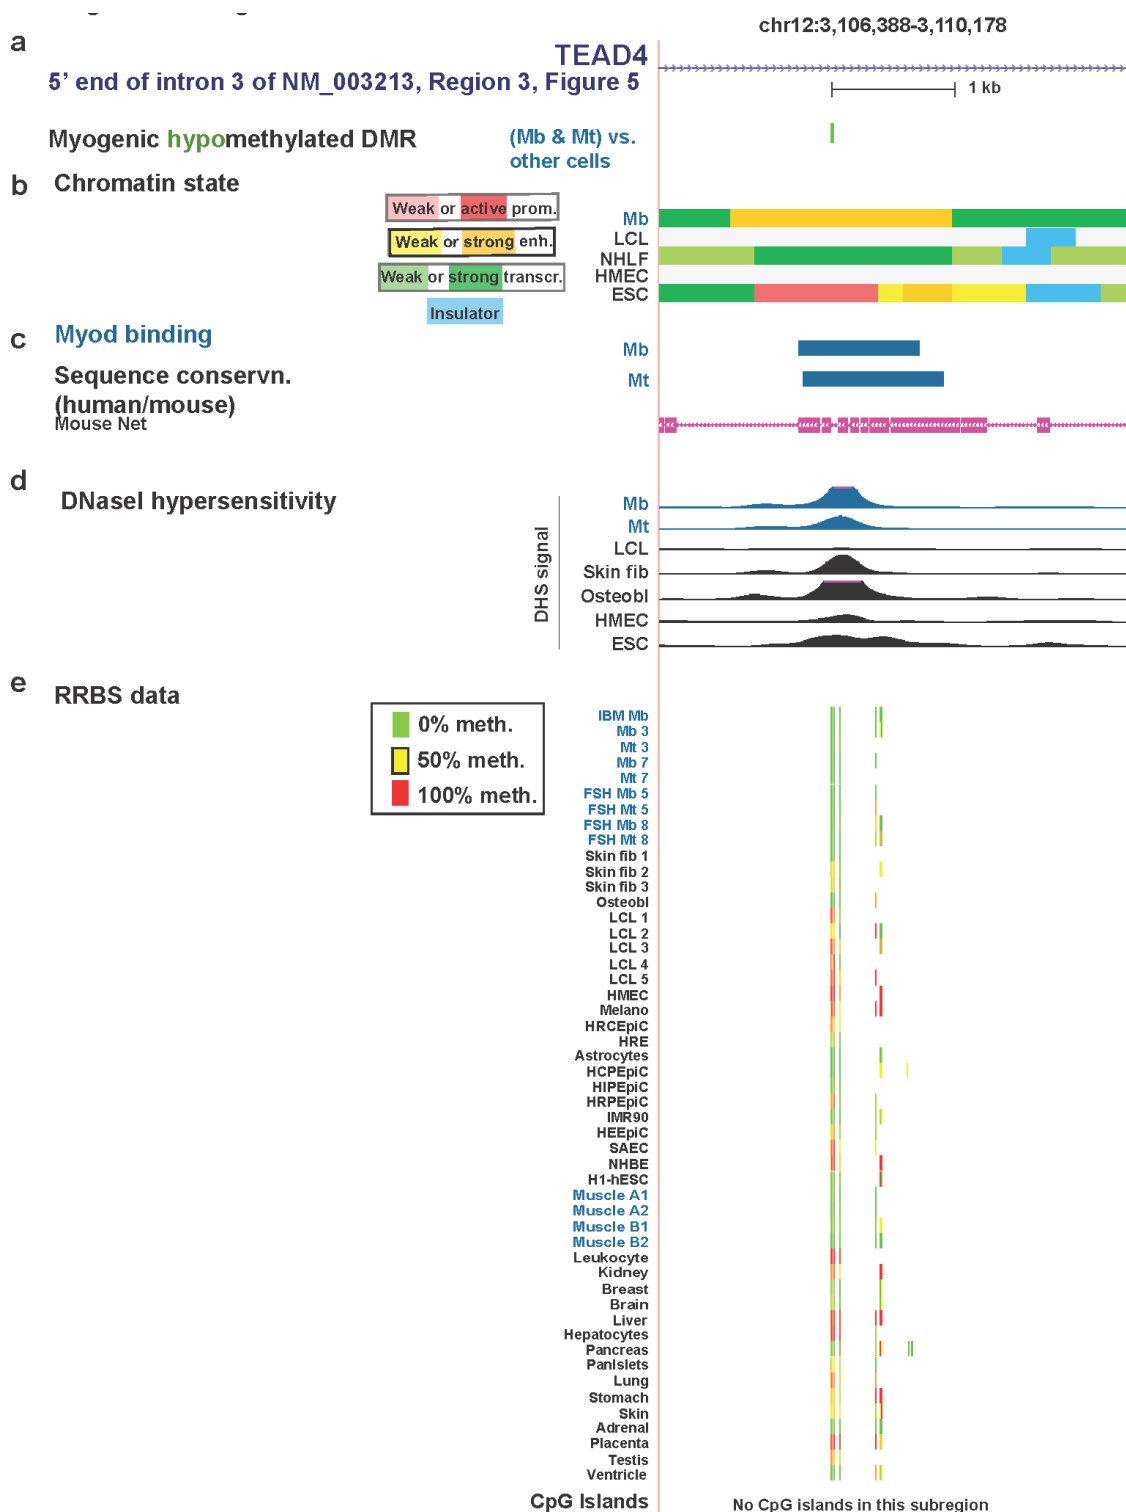 chr12:3,106,388-3,110,178
a
TEAD4
5' end of intron 3 of NM_003213, Region 3, Figure 5
1 kb
Myogenic hypomethylated DMR
(Mb & Mt) vs.
other cells
b
Chromatin state
Weak or active prom.
Weak or strong enh.
Weak or strong transcr.
Insulator
Mb
LCL
NHLF
HMEC
ESC
c
Myod binding
Mb
Mt
Sequence conservn.
(human/mouse)
Mouse Net
d
DNaseI hypersensitivity
DHS signal
Mb
Mt
LCL
Skin fib
Osteobl
HMEC
ESC
e
RRBS data
0% meth.
50% meth.
100% meth.
IBM Mb
Mb 3
Mt 3
Mb 7
Mt 7
FSH Mb 5
FSH Mt 5
FSH Mb 8
FSH Mt 8
Skin fib 1
Skin fib 2
Skin fib 3
Osteobl
LCL 1
LCL 2
LCL 3
LCL 4
LCL 5
HMEC
Melano
HRCEpiC
HRE
Astrocytes
HCPEpiC
HIPEpiC
HRPEpiC
IMR90
HEEpiC
SAEC
NHBE
H1-hESC
Muscle A1
Muscle A2
Muscle B1
Muscle B2
Leukocyte
Kidney
Breast
Brain
Liver
Hepatocytes
Pancreas
PanIslets
Lung
Stomach
Skin
Adrenal
Placenta
Testis
Ventricle
CpG Islands
No CpG islands in this subregion